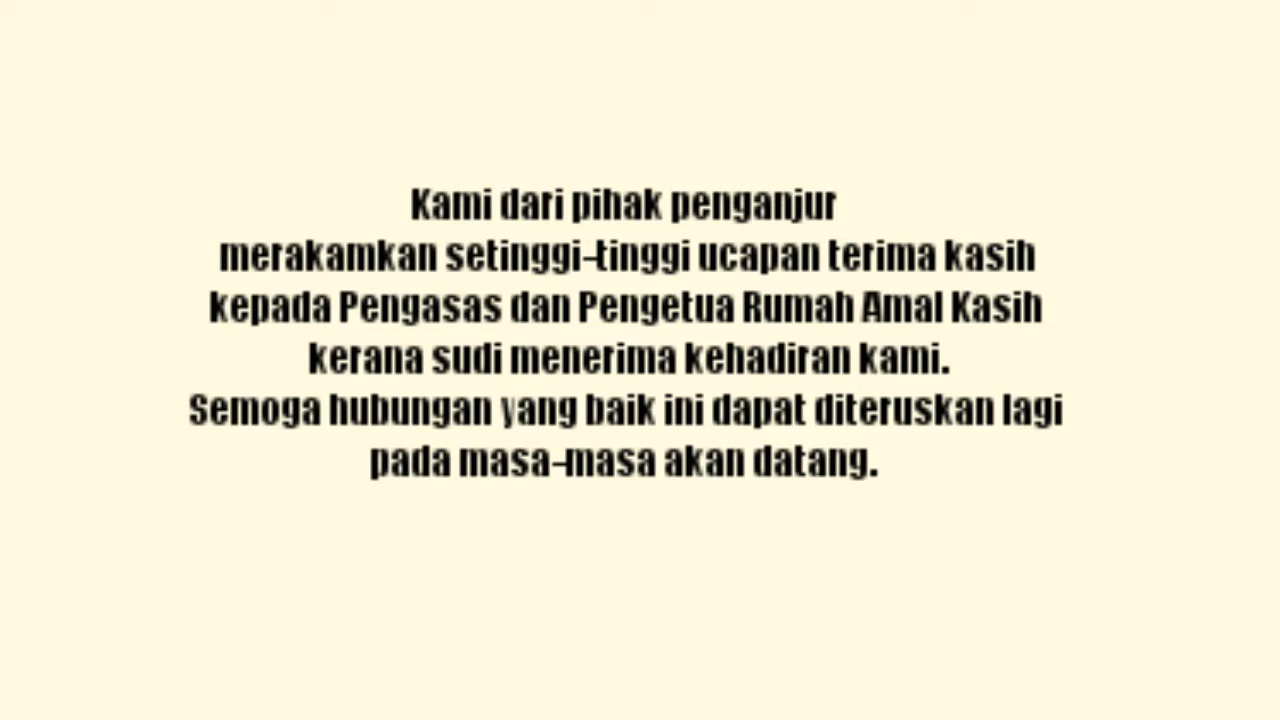 Kami dari pihak penganjur
merakamkan setinggi-tinggi ucapan terima kasih
kepada Pengasas dan Pengetua Rumah Amal Kasih
kerana sudi menerima kehadiran kami.
Semoga hubungan yang baik ini dapat diteruskan lagi
pada masa-masa akan datang.